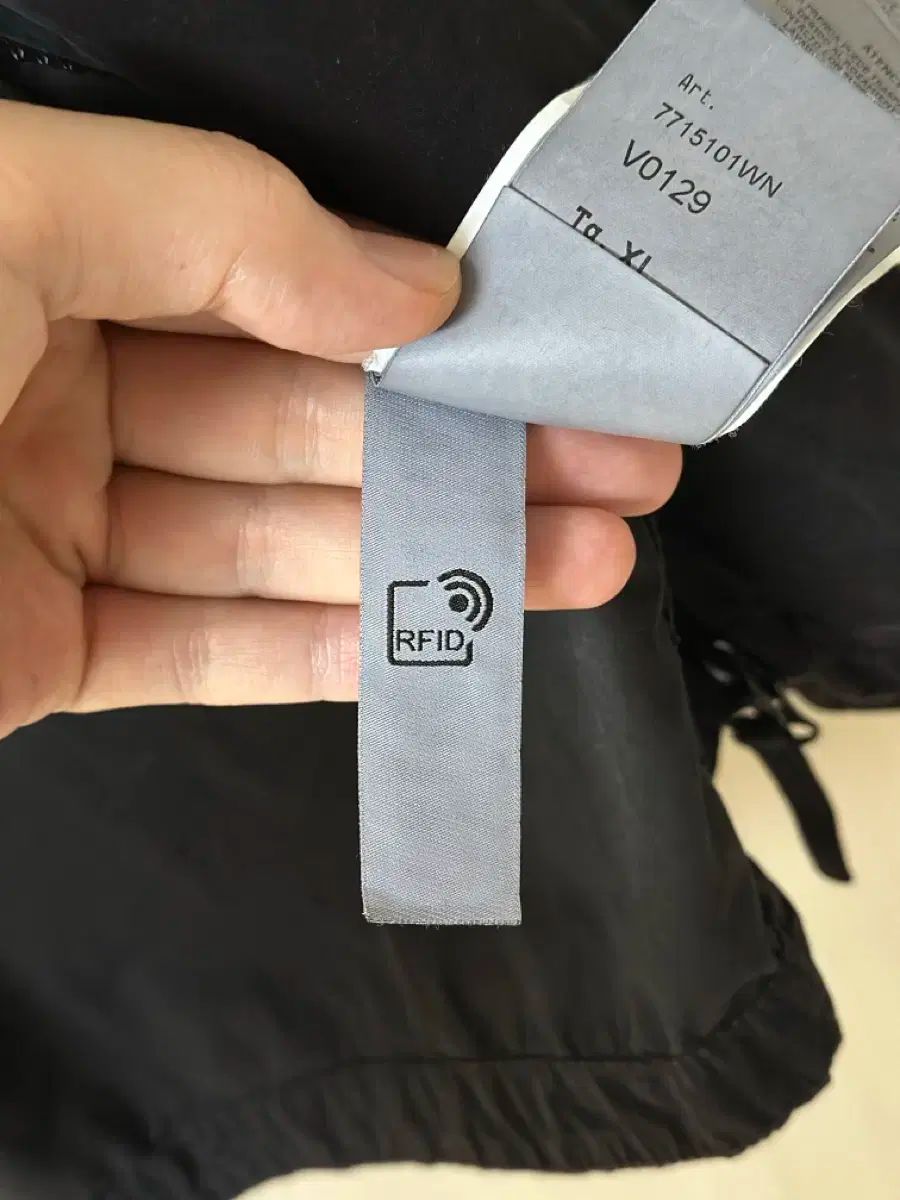 Art.
7715101WN
V0129
Ta. XL
RFID